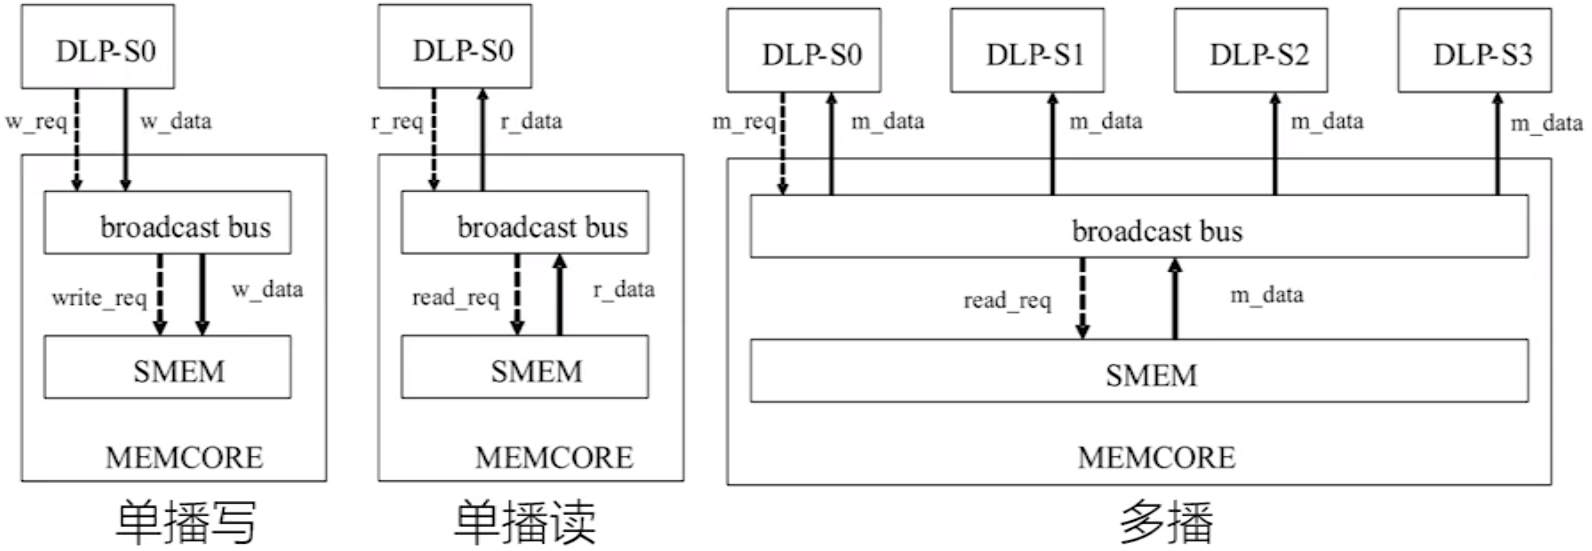 DLP-S0
w_req
w_data
broadcast bus
write_req
w_data
SMEM
MEMCORE
单播写
DLP-S0
r_req
r_data
broadcast bus
read_req
r_data
SMEM
MEMCORE
单播读
DLP-S0
DLP-S1
DLP-S2
DLP-S3
m_req
m_data
m_data
m_data
m_data
broadcast bus
read_req
m_data
SMEM
MEMCORE
多播